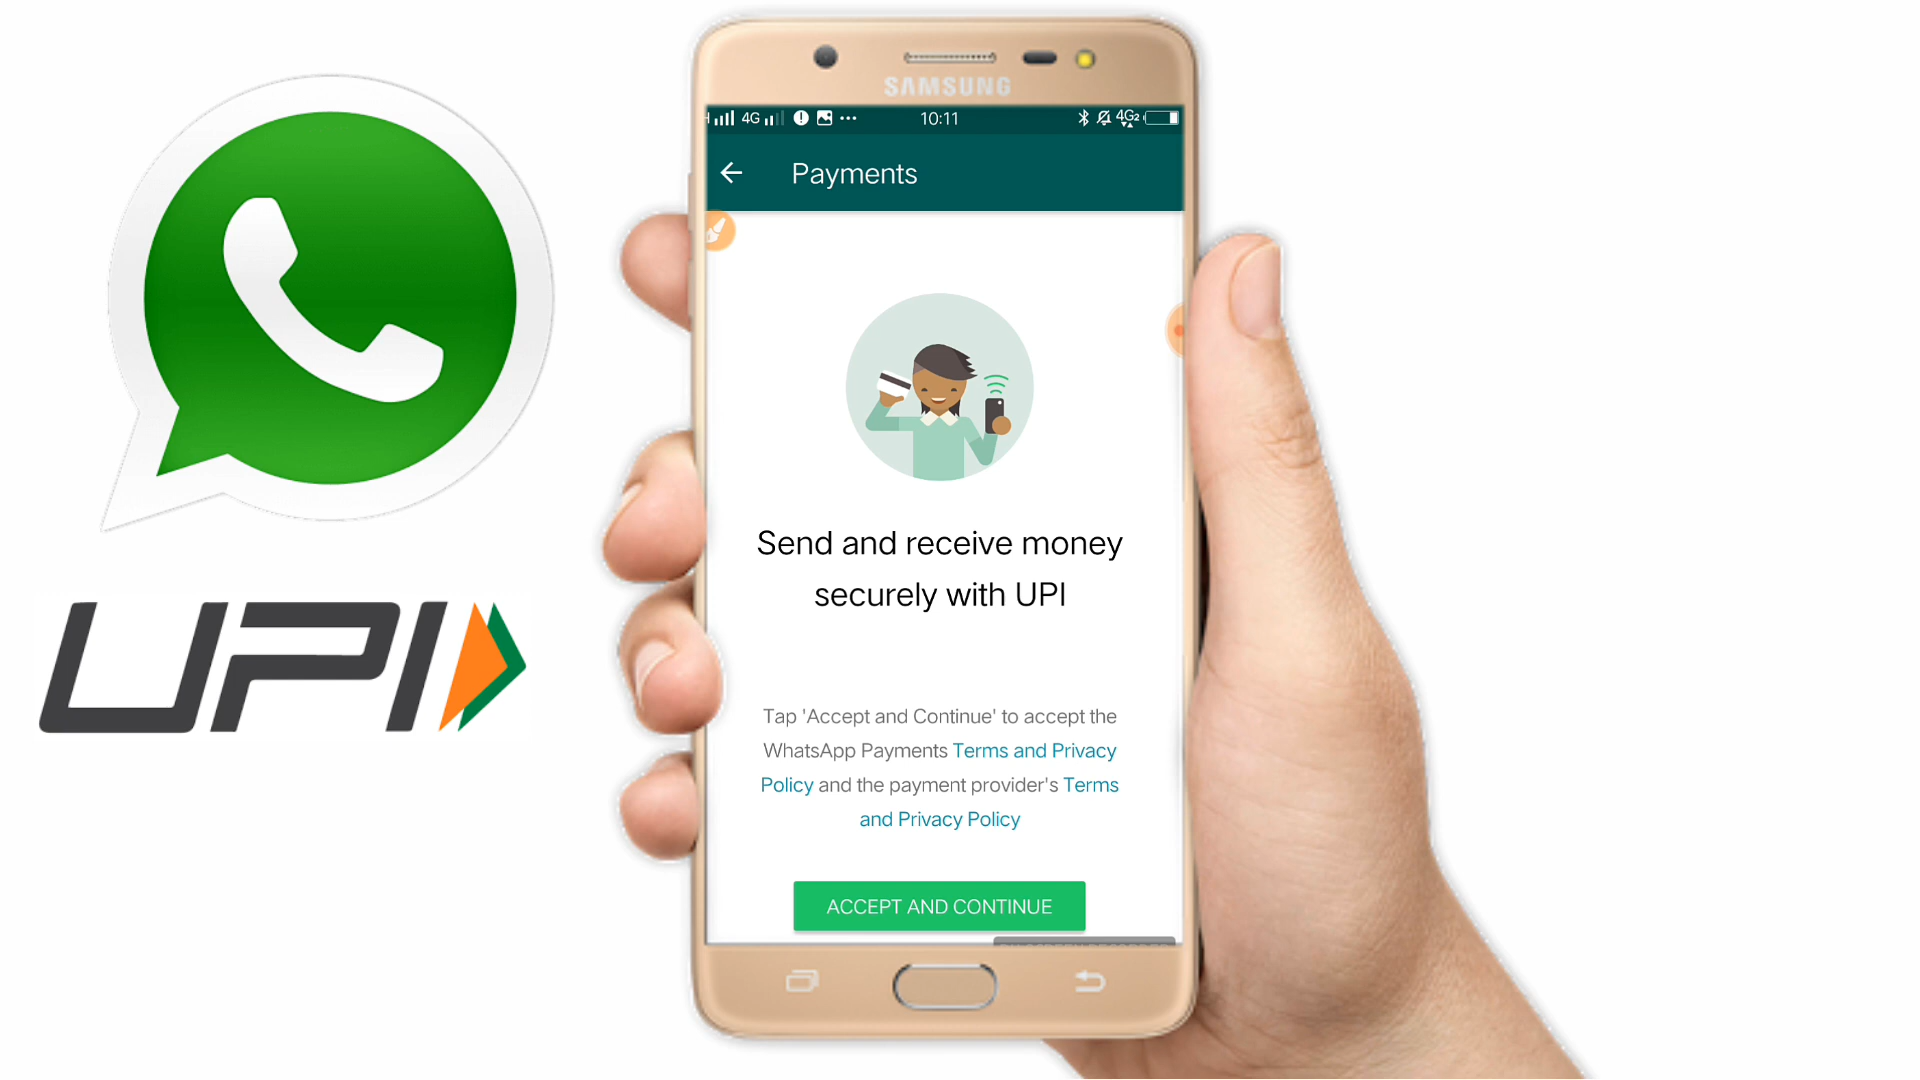 UPI
SAMSUNG
4G
10:11
4G2
Payments
Send and receive money
securely with UPI
Tap 'Accept and Continue' to accept the
WhatsApp Payments Terms and Privacy
Policy and the payment provider's Terms
and Privacy Policy
ACCEPT AND CONTINUE